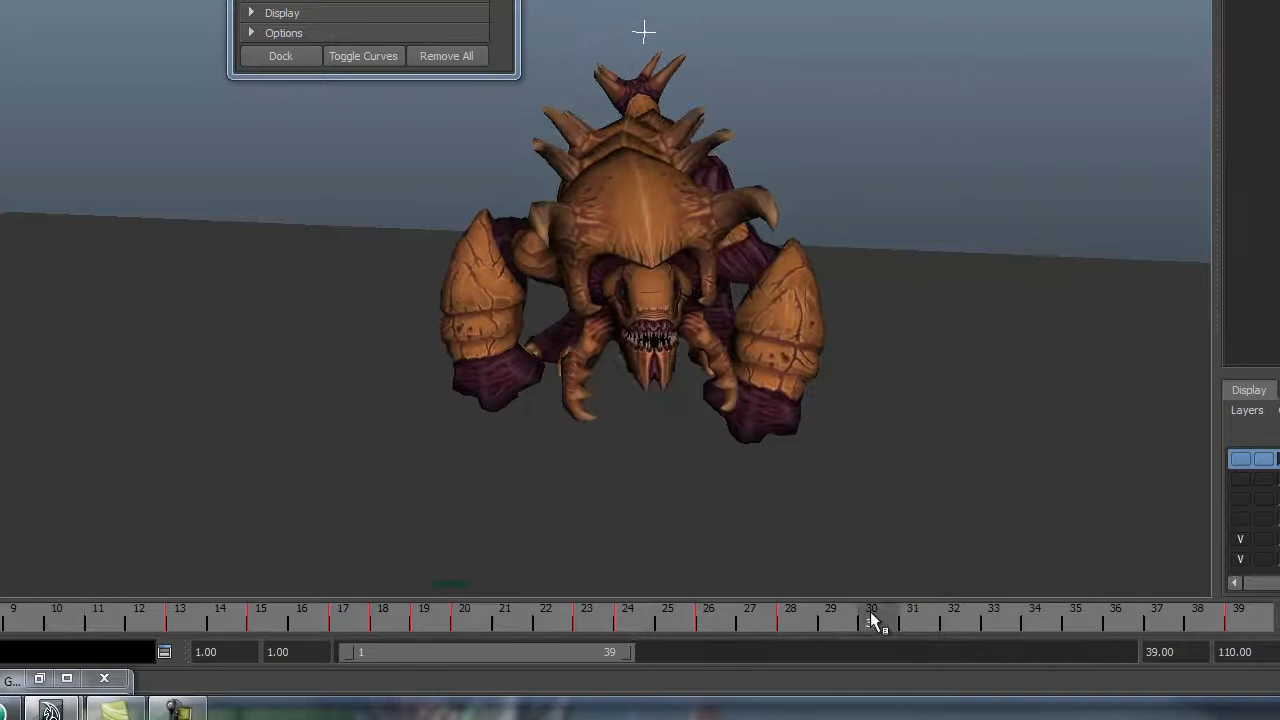 Display
Options
Dock Toggle Curves Remove All
Display
Layers
V
V
9 10 11 12 13 14 15 16 17 18 19 20 21 22 23 24 25 26 27 28 29 30 31 32 33 34 35 36 37 38 39
1.00 1.00 1 39 39.00 110.00
G...